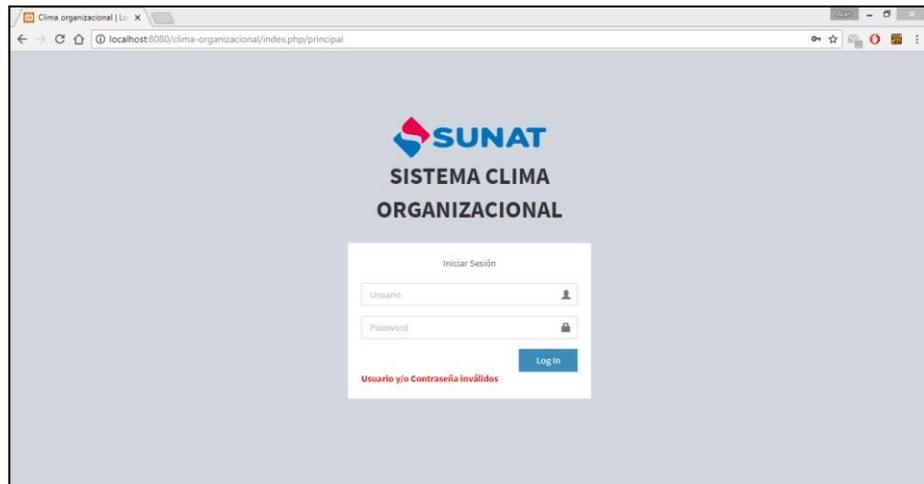 Clima organizacional | Lo
Alan
localhost:8080/clima-organizacional/index.php/principal
SUNAT
SISTEMA CLIMA
ORGANIZACIONAL
Iniciar Sesión
Usuario
Password
Log In
Usuario y/o Contraseña inválidos